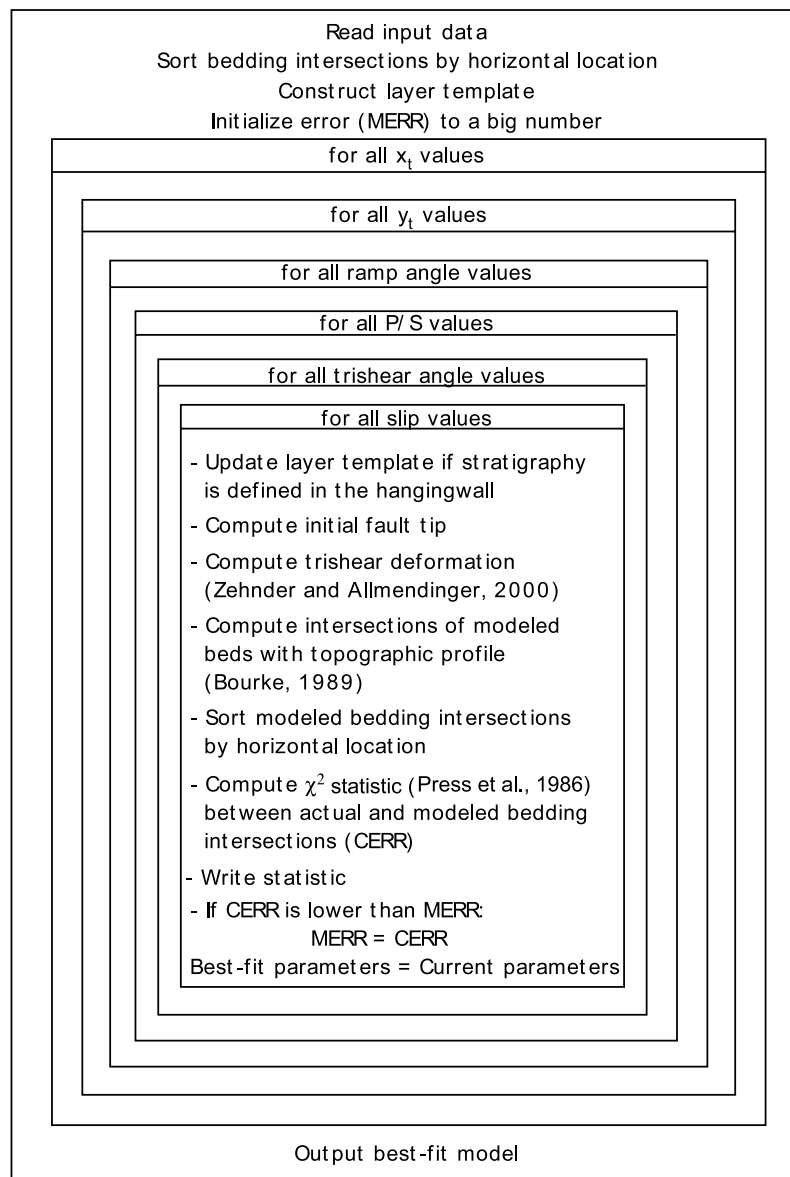 Read input data
Sort bedding intersections by horizontal location
Construct layer template
Initialize error (MERR) to a big number
for all xₜ values
for all yₜ values
for all ramp angle values
for all P/S values
for all trishear angle values
for all slip values
- Update layer template if stratigraphy
is defined in the hangingwall
- Compute initial fault tip
- Compute trishear deformation
(Zehnder and Allmendinger, 2000)
- Compute intersections of modeled
beds with topographic profile
(Bourke, 1989)
- Sort modeled bedding intersections
by horizontal location
- Compute χ² statistic (Press et al., 1986)
between actual and modeled bedding
intersections (CERR)
- Write statistic
- If CERR is lower than MERR:
MERR = CERR
Best-fit parameters = Current parameters
Output best-fit model